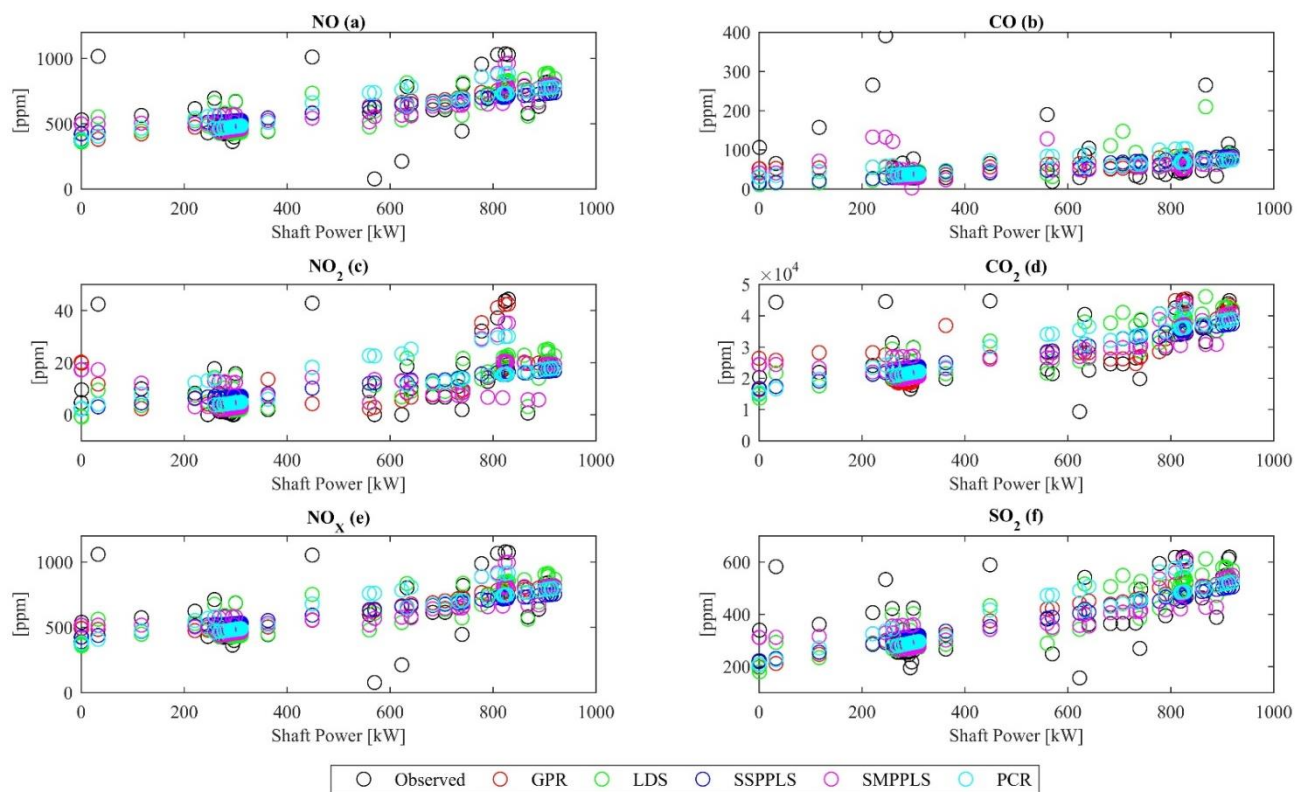 NO (a)
1000
500
0
[ppm]
0 200 400 600 800 1000
Shaft Power [kW]
CO (b)
400
300
200
100
0
[ppm]
0 200 400 600 800 1000
Shaft Power [kW]
NO2 (c)
40
20
0
[ppm]
0 200 400 600 800 1000
Shaft Power [kW]
CO2 (d)
×10^4
5
4
3
2
1
0
[ppm]
0 200 400 600 800 1000
Shaft Power [kW]
NOX (e)
1000
500
0
[ppm]
0 200 400 600 800 1000
Shaft Power [kW]
SO2 (f)
600
400
200
[ppm]
0 200 400 600 800 1000
Shaft Power [kW]
Observed GPR LDS SSPPLS SMPPLS PCR